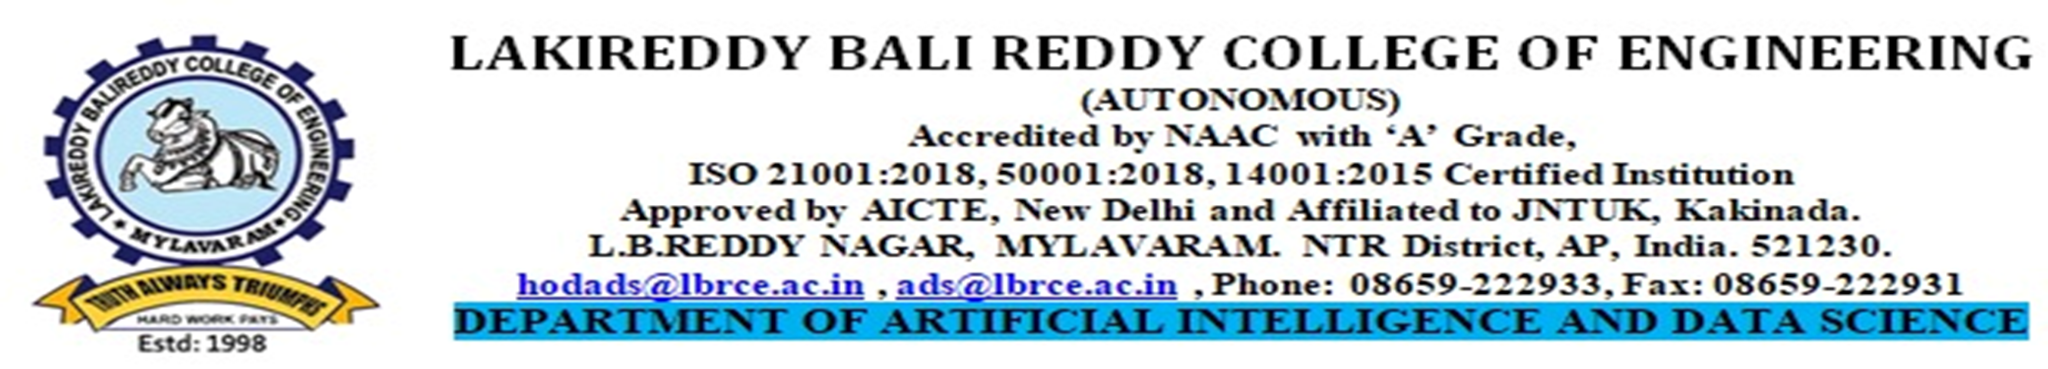 LAKIREDDY BALIREDDY COLLEGE OF ENGINEERING
* MYLAVARAM *
TRUTH ALWAYS TRIUMPHS
HARD WORK PAYS
Estd: 1998
LAKIREDDY BALI REDDY COLLEGE OF ENGINEERING
(AUTONOMOUS)
Accredited by NAAC with ‘A’ Grade,
ISO 21001:2018, 50001:2018, 14001:2015 Certified Institution
Approved by AICTE, New Delhi and Affiliated to JNTUK, Kakinada.
L.B.REDDY NAGAR, MYLAVARAM. NTR District, AP, India. 521230.
hodads@lbrce.ac.in , ads@lbrce.ac.in , Phone: 08659-222933, Fax: 08659-222931
DEPARTMENT OF ARTIFICIAL INTELLIGENCE AND DATA SCIENCE